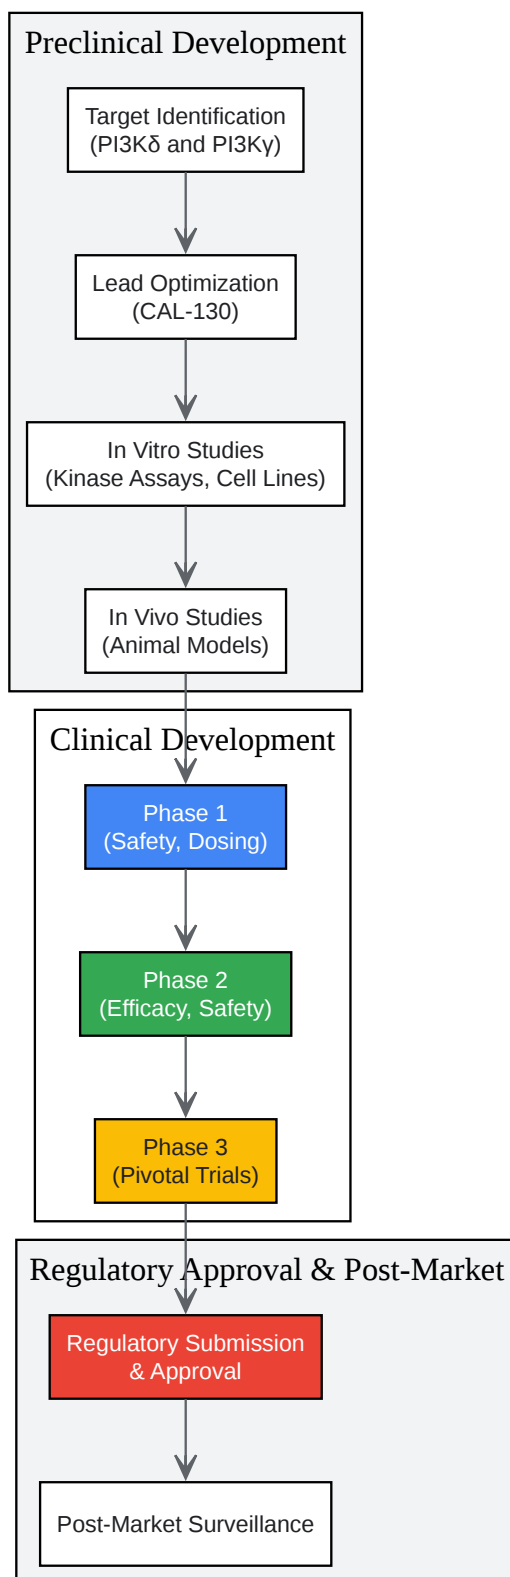 Preclinical Development
Target Identification
(PI3Kδ and PI3Kγ)
Lead Optimization
(CAL-130)
In Vitro Studies
(Kinase Assays, Cell Lines)
In Vivo Studies
(Animal Models)
Clinical Development
Phase 1
(Safety, Dosing)
Phase 2
(Efficacy, Safety)
Phase 3
(Pivotal Trials)
Regulatory Approval & Post-Market
Regulatory Submission
& Approval
Post-Market Surveillance